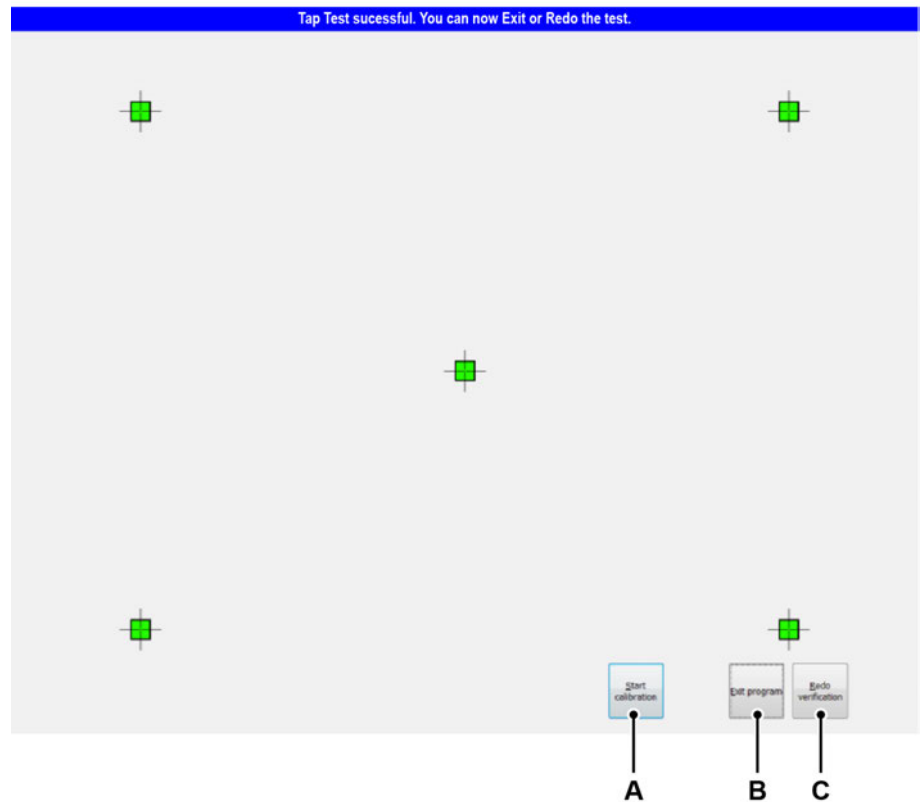 Tap Test sucessful. You can now Exit or Redo the test.
Start
calibration
Exit program
Redo
verification
A
B
C